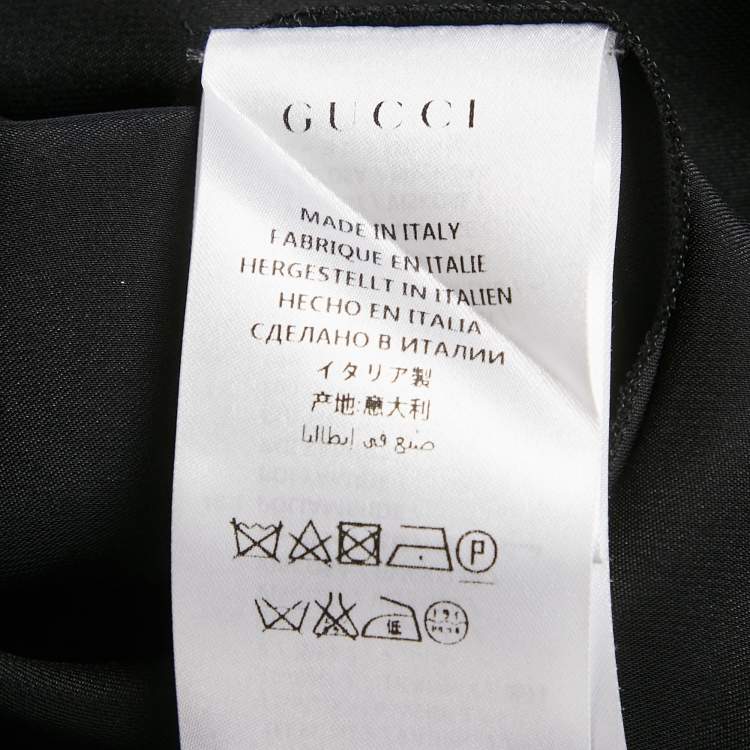 GUCCI
MADE IN ITALY
FABRIQUE EN ITALIE
HERGESTELLT IN ITALIEN
HECHO EN ITALIA
СДЕЛАНО В ИТАЛИИ
イタリア製
产地:意大利
صنع في إيطاليا
P
低